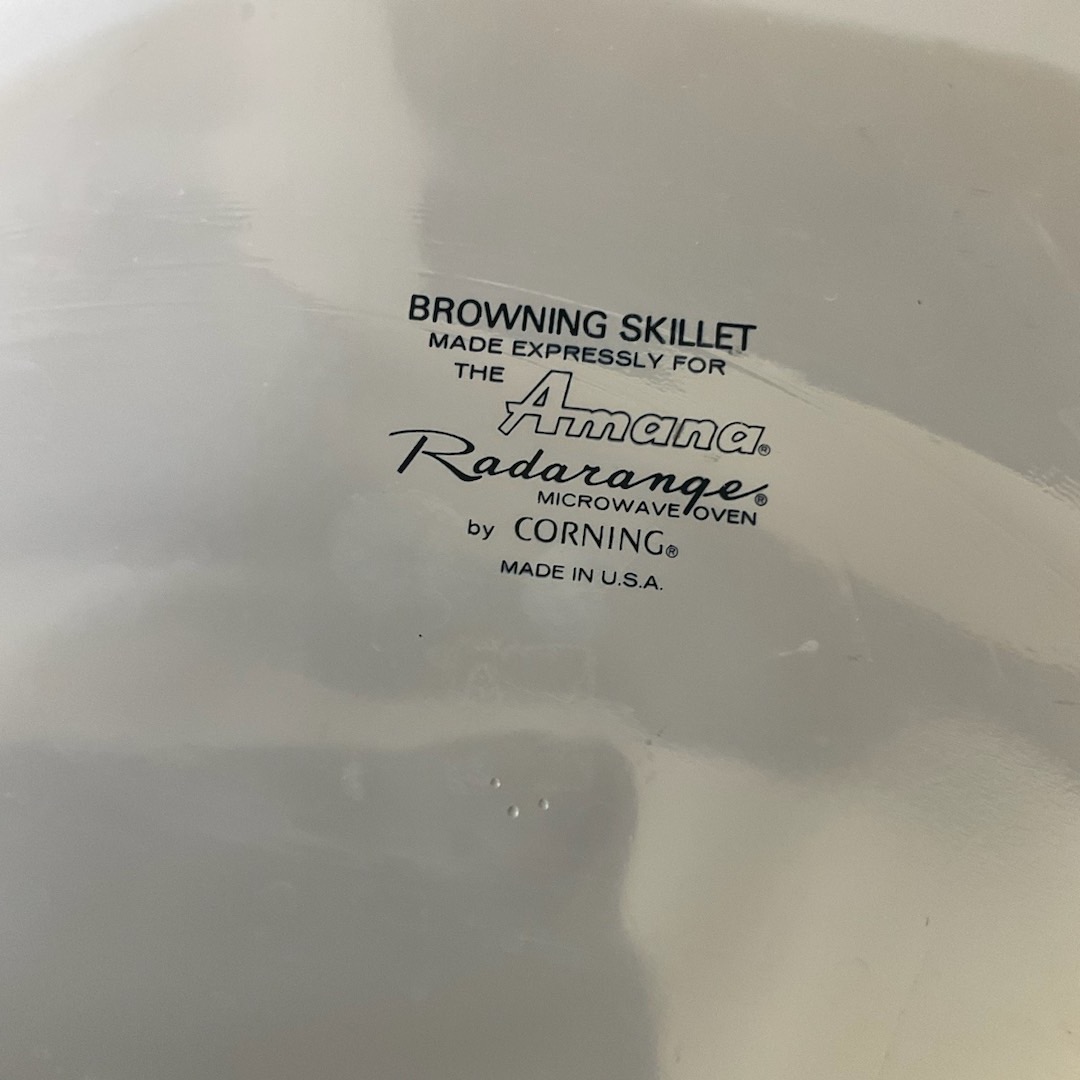 BROWNING SKILLET
MADE EXPRESSLY FOR
THE Amana®
Radarange®
MICROWAVE OVEN
by CORNING®
MADE IN U.S.A.